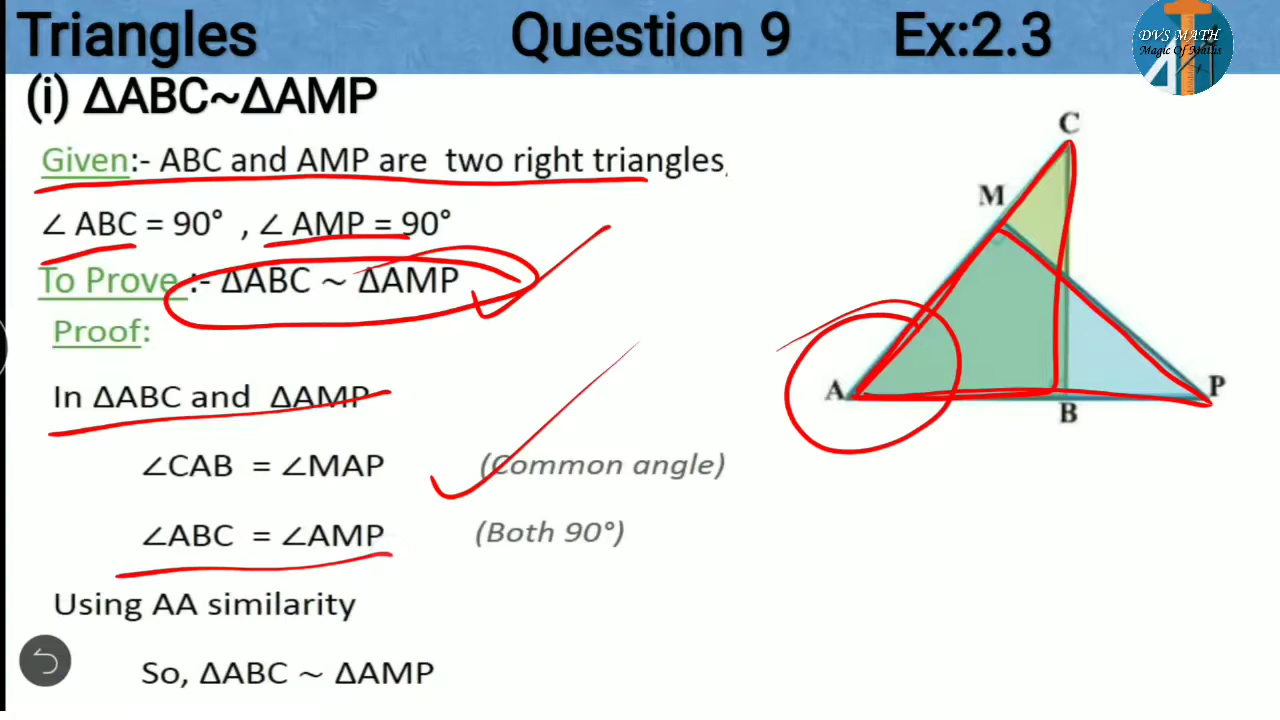 Triangles Question 9 Ex:2.3
DVS MATH
Magic Of Maths
(i) ΔABC~ΔAMP
Given:- ABC and AMP are two right triangles,
∠ ABC = 90° , ∠ AMP = 90°
To Prove :- ΔABC ~ ΔAMP
Proof:
In ΔABC and ΔAMP
∠CAB = ∠MAP (Common angle)
∠ABC = ∠AMP (Both 90°)
Using AA similarity
So, ΔABC ~ ΔAMP
C
M
A
P
B